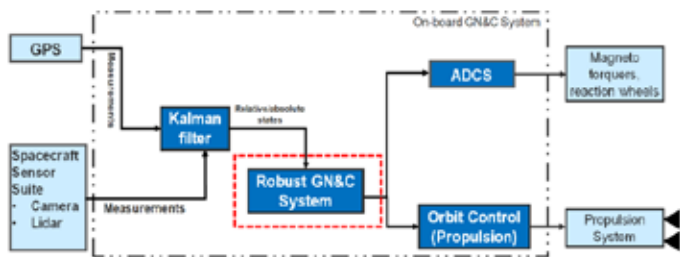 On-board GN&C System
GPS
Measurements
Kalman
filter
Relative/absolute
states
ADCS
Magneto
torquers,
reaction wheels
Spacecraft
Sensor
Suite
• Camera
• Lidar
Measurements
Robust GN&C
System
Orbit Control
(Propulsion)
Propulsion
System